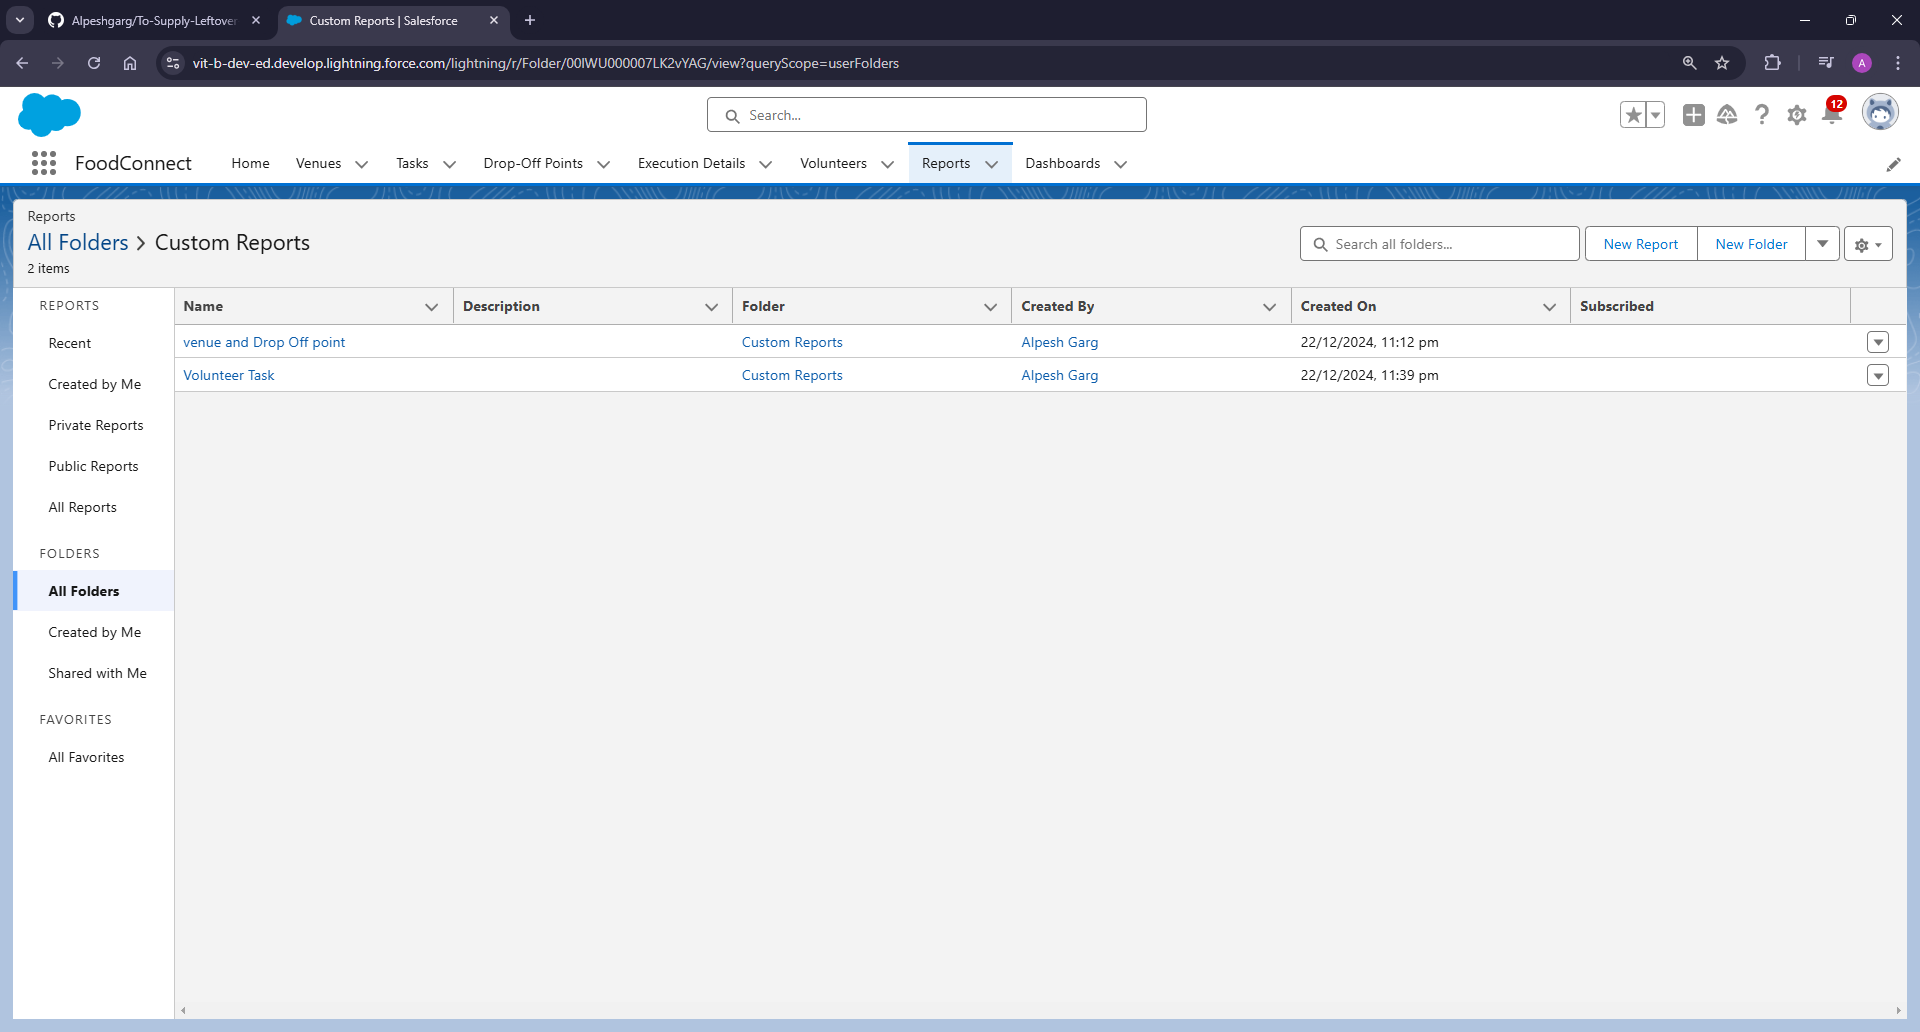 Alpeshgarg/To-Supply-Leftover
Custom Reports | Salesforce
vit-b-dev-ed.develop.lightning.force.com/lightning/r/Folder/00lWU000007LK2vYAG/view?queryScope=userFolders
A
Search...
12
FoodConnect Home Venues Tasks Drop-Off Points Execution Details Volunteers Reports Dashboards
Reports
All Folders > Custom Reports
2 items
Search all folders...
New Report
New Folder
REPORTS
Recent
Created by Me
Private Reports
Public Reports
All Reports
FOLDERS
All Folders
Created by Me
Shared with Me
FAVORITES
All Favorites
Name Description Folder Created By Created On Subscribed
venue and Drop Off point Custom Reports Alpesh Garg 22/12/2024, 11:12 pm
Volunteer Task Custom Reports Alpesh Garg 22/12/2024, 11:39 pm